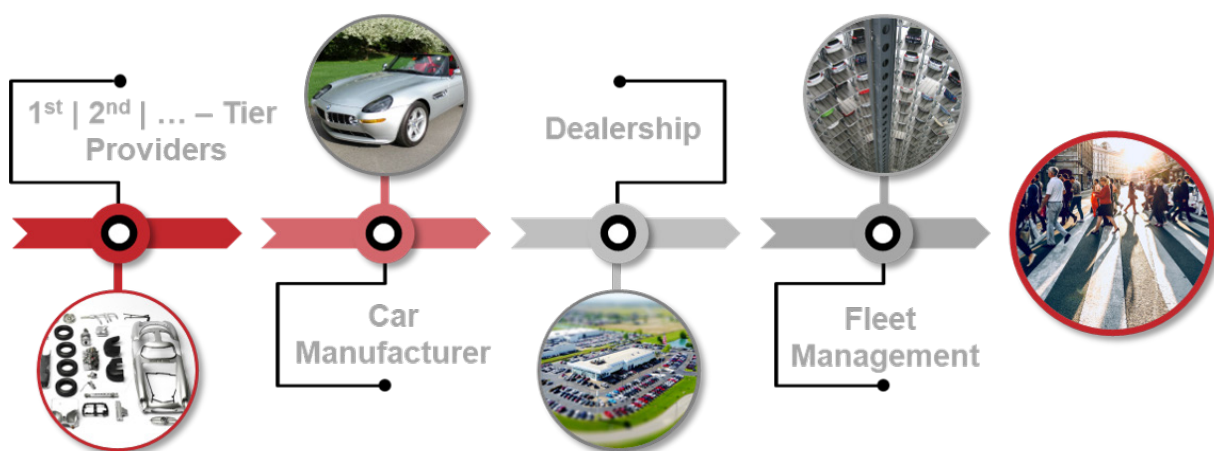 1st | 2nd | ... – Tier
Providers
Car
Manufacturer
Dealership
Fleet
Management